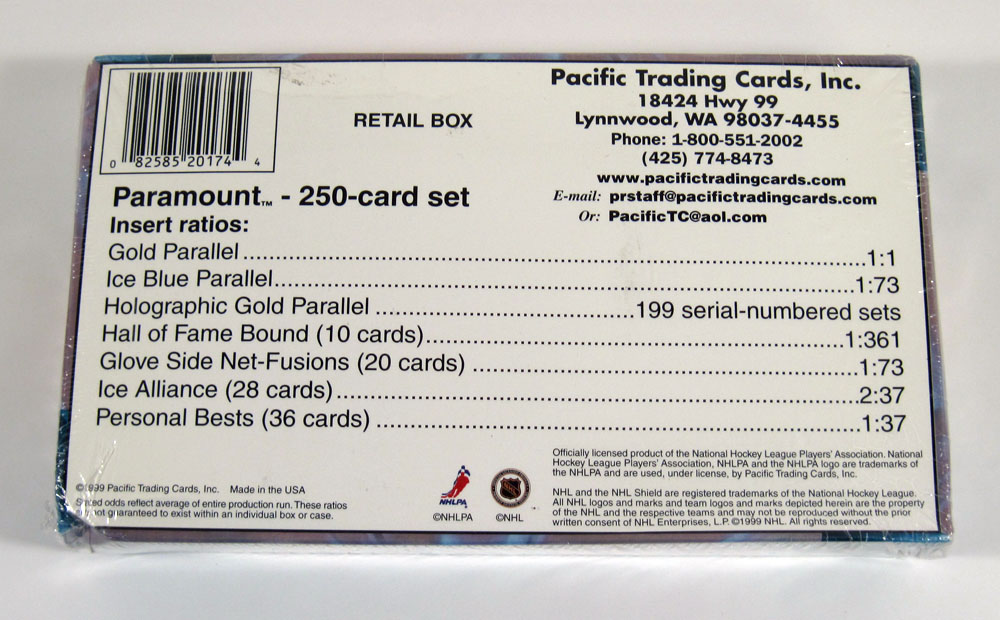 0 82585 20174 4
RETAIL BOX
Pacific Trading Cards, Inc.
18424 Hwy 99
Lynnwood, WA 98037-4455
Phone: 1-800-551-2002
(425) 774-8473
www.pacifictradingcards.com
E-mail: prstaff@pacifictradingcards.com
Or: PacificTC@aol.com
Paramount™ - 250-card set
Insert ratios:
Gold Parallel................................1:1
Ice Blue Parallel................................1:73
Holographic Gold Parallel ................................199 serial-numbered sets
Hall of Fame Bound (10 cards)................................1:361
Glove Side Net-Fusions (20 cards) ................................1:73
Ice Alliance (28 cards)................................2:37
Personal Bests (36 cards) ................................1:37
©1999 Pacific Trading Cards, Inc. Made in the USA
Stated odds reflect average of entire production run. These ratios
not guaranteed to exist within an individual box or case.
NHLPA
©NHLPA
©NHL
Officially licensed product of the National Hockey League Players' Association. National
Hockey League Players' Association, NHLPA and the NHLPA logo are trademarks of
the NHLPA and are used, under license, by Pacific Trading Cards, Inc.
NHL and the NHL Shield are registered trademarks of the National Hockey League.
All NHL logos and marks and team logos and marks depicted herein are the property
of the NHL and the respective teams and may not be reproduced without the prior
written consent of NHL Enterprises, L.P. ©1999 NHL. All rights reserved.